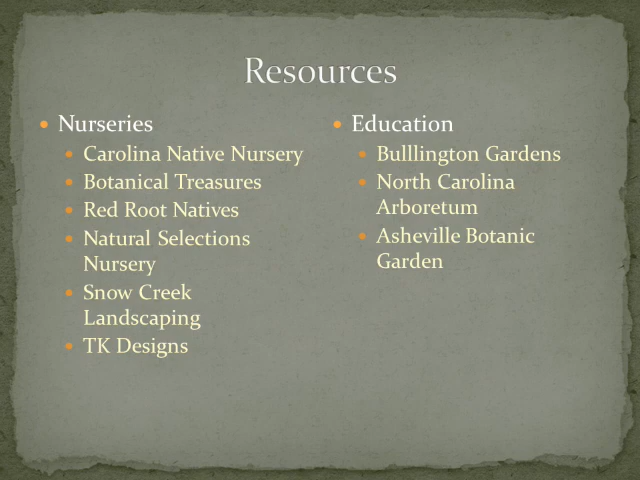 Resources
Nurseries
Carolina Native Nursery
Botanical Treasures
Red Root Natives
Natural Selections
Nursery
Snow Creek
Landscaping
TK Designs
Education
Bulllington Gardens
North Carolina
Arboretum
Asheville Botanic
Garden